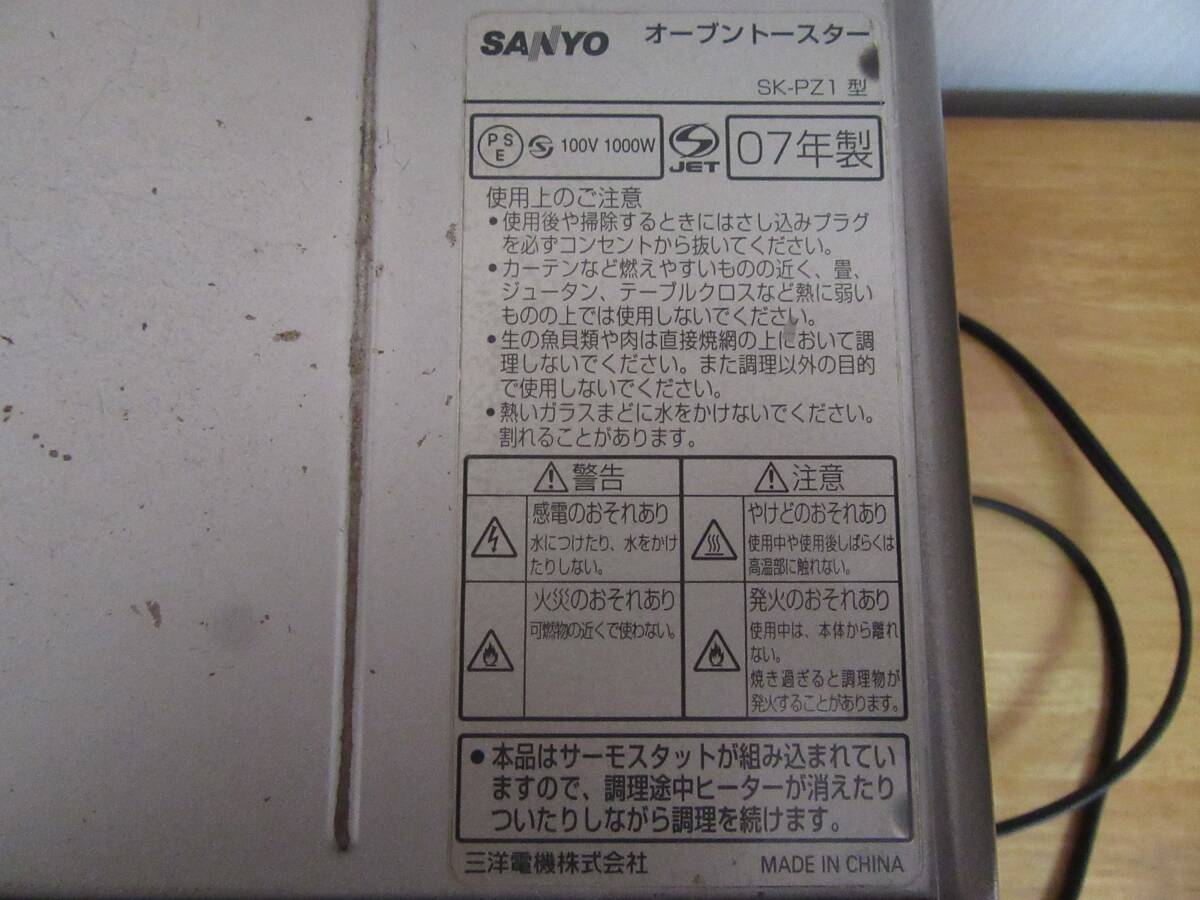 SANYO オーブントースター
SK-PZ1 型
PSE 100V 1000W JET 07年製
使用上のご注意
●使用後や掃除するときにはさし込みプラグ
を必ずコンセントから抜いてください。
●カーテンなど燃えやすいものの近く、畳、
ジュータン、テーブルクロスなど熱に弱い
ものの上では使用しないでください。
●生の魚貝類や肉は直接焼網の上において調
理しないでください。また調理以外の目的
で使用しないでください。
●熱いガラスまどに水をかけないでください。
割れることがあります。
警告
感電のおそれあり
水につけたり、水をかけ
たりしない。
火災のおそれあり
可燃物の近くで使わない。
注意
やけどのおそれあり
使用中や使用後しばらくは
高温部に触れない。
発火のおそれあり
使用中は、本体から離れ
ない。
焼き過ぎると調理物が
発火することがあります。
●本品はサーモスタットが組み込まれてい
ますので、調理途中ヒーターが消えたり
ついたりしながら調理を続けます。
三洋電機株式会社 MADE IN CHINA